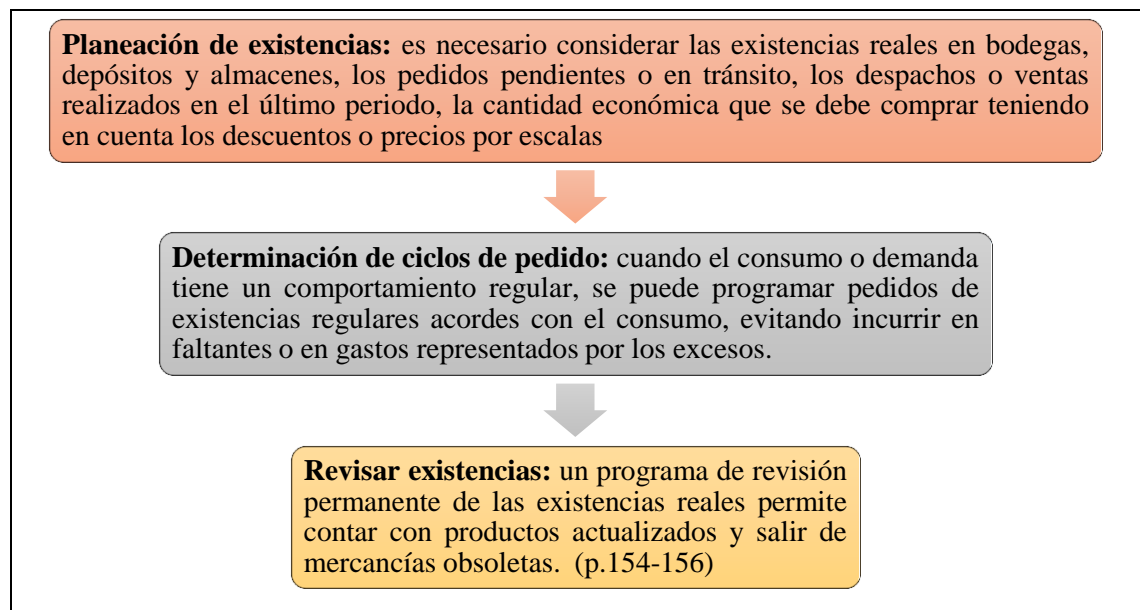 Planeación de existencias: es necesario considerar las existencias reales en bodegas,
depósitos y almacenes, los pedidos pendientes o en tránsito, los despachos o ventas
realizados en el último periodo, la cantidad económica que se debe comprar teniendo
en cuenta los descuentos o precios por escalas
Determinación de ciclos de pedido: cuando el consumo o demanda
tiene un comportamiento regular, se puede programar pedidos de
existencias regulares acordes con el consumo, evitando incurrir en
faltantes o en gastos representados por los excesos.
Revisar existencias: un programa de revisión
permanente de las existencias reales permite
contar con productos actualizados y salir de
mercancías obsoletas. (p.154-156)